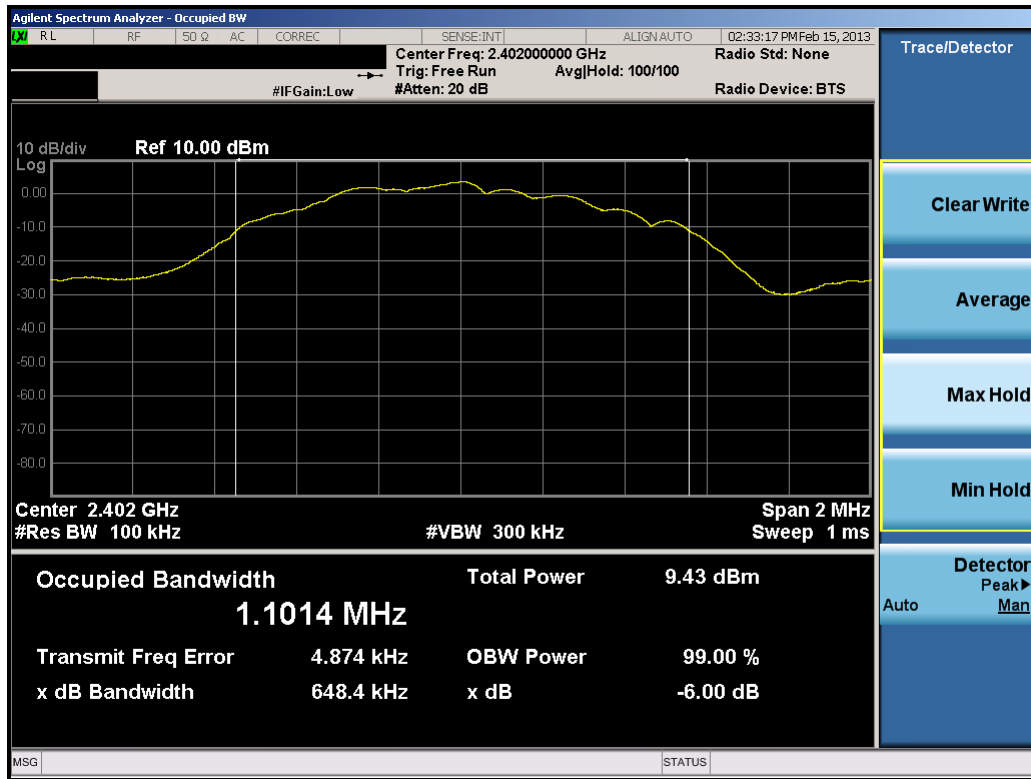 Agilent Spectrum Analyzer - Occupied BW
LXI RL RF 50 Ω AC CORREC SENSE:INT ALIGN AUTO 02:33:17 PM Feb 15, 2013
Center Freq: 2.402000000 GHz Radio Std: None
Trig: Free Run Avg|Hold: 100/100
#IFGain:Low #Atten: 20 dB Radio Device: BTS
10 dB/div Ref 10.00 dBm
Log
0.00
-10.0
-20.0
-30.0
-40.0
-50.0
-60.0
-70.0
-80.0
Center 2.402 GHz Span 2 MHz
#Res BW 100 kHz #VBW 300 kHz Sweep 1 ms
Occupied Bandwidth Total Power 9.43 dBm
1.1014 MHz
Transmit Freq Error 4.874 kHz OBW Power 99.00 %
x dB Bandwidth 648.4 kHz x dB -6.00 dB
MSG STATUS
Trace/Detector
Clear Write
Average
Max Hold
Min Hold
Detector
Peak▶
Auto Man